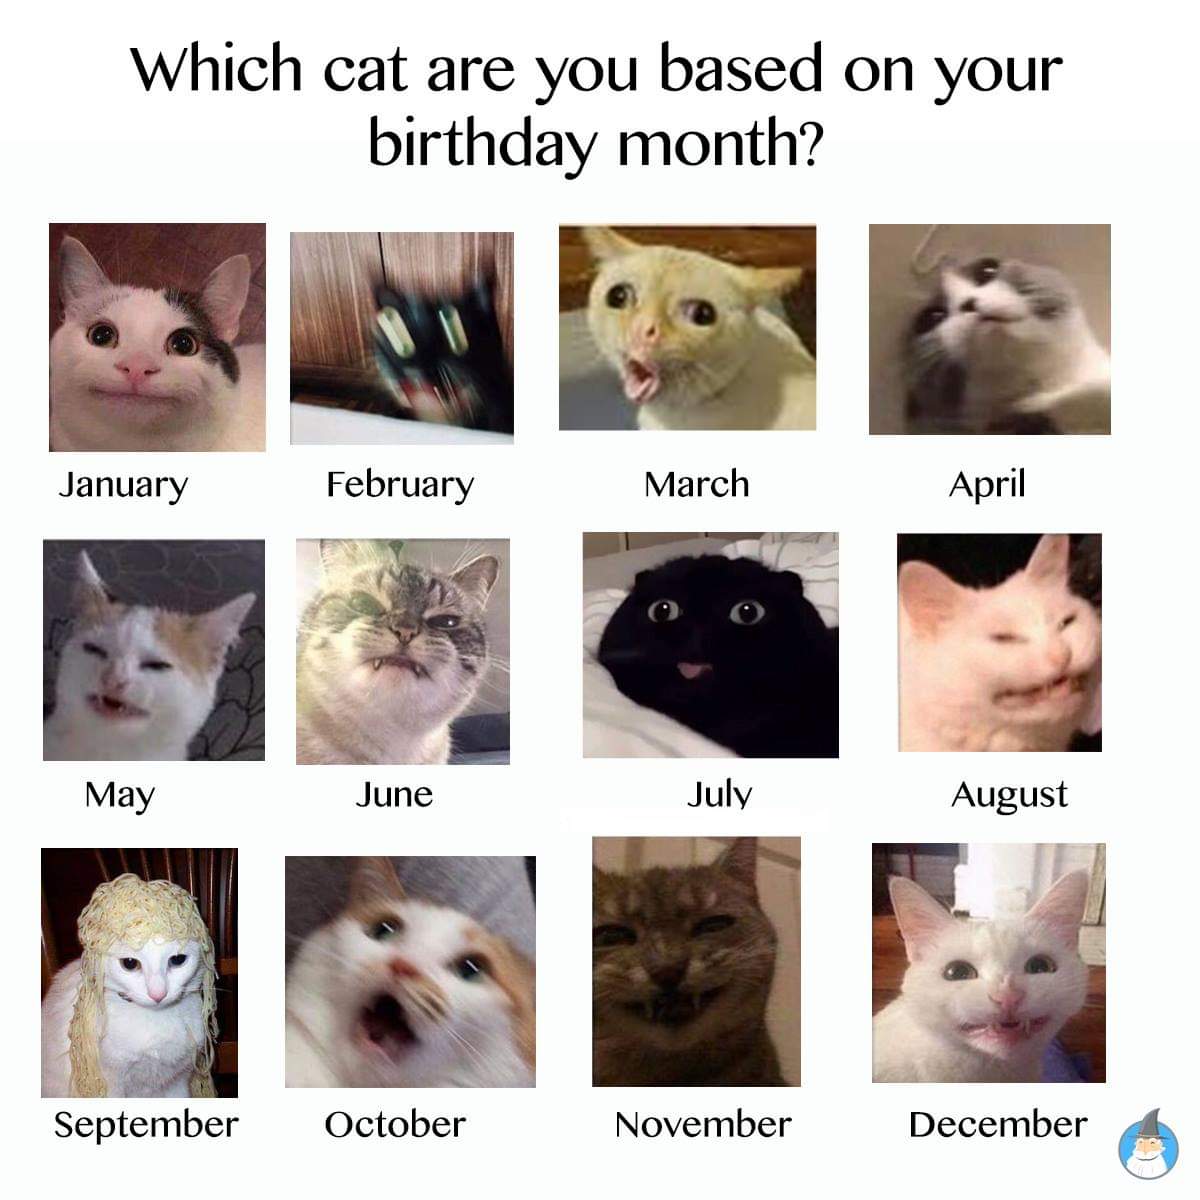 Which cat are you based on your
birthday month?
January
February
March
April
May
June
July
August
September
October
November
December